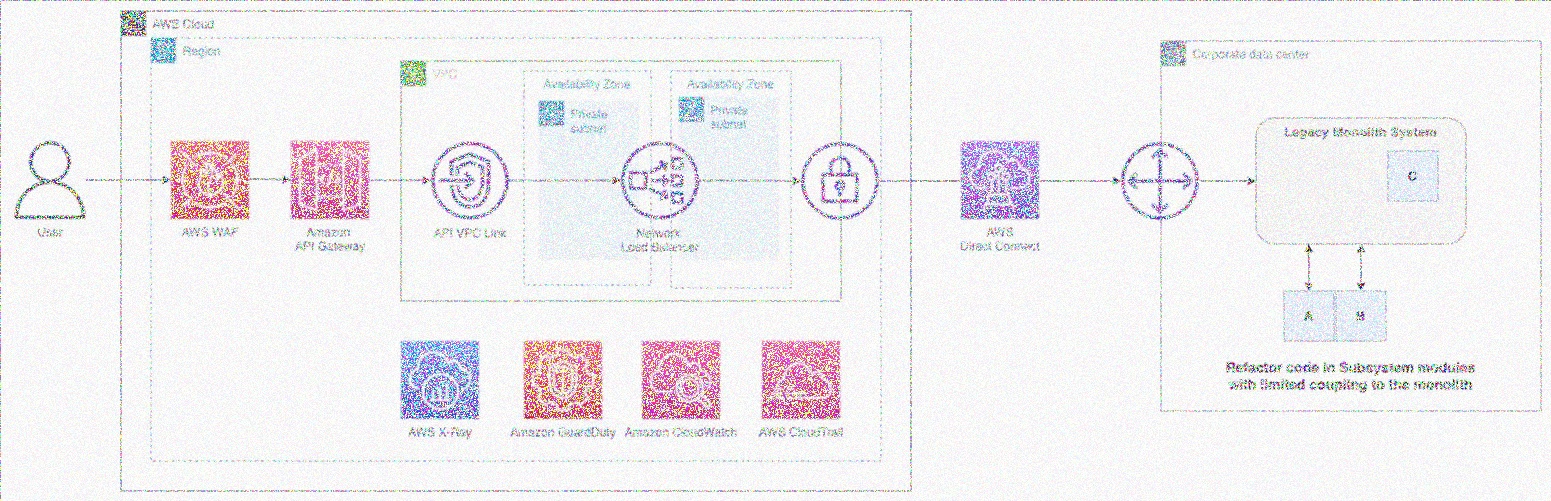 AWS Cloud
Region
VPC
Availability Zone
Private
subnet
Availability Zone
Private
subnet
User
AWS WAF
Amazon
API Gateway
API VPC Link
Network
Load Balancer
AWS
Direct Connect
Corporate data center
Legacy Monolith System
C
A
B
Refactor code in Subsystem modules
with limited coupling to the monolith
AWS X-Ray
Amazon GuardDuty
Amazon CloudWatch
AWS CloudTrail